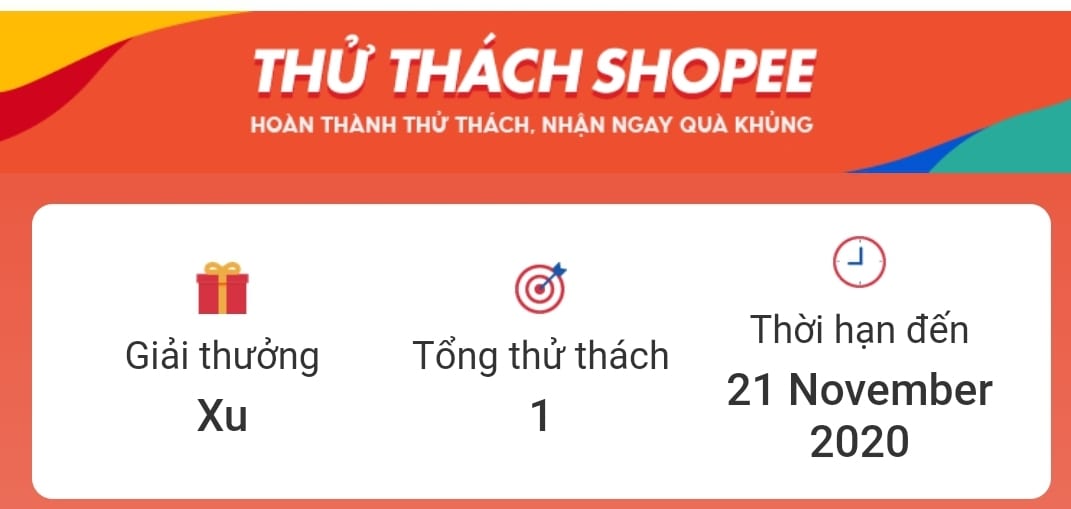 THỬ THÁCH SHOPEE
HOÀN THÀNH THỬ THÁCH, NHẬN NGAY QUÀ KHỦNG
Giải thưởng
Xu
Tổng thử thách
1
Thời hạn đến
21 November
2020